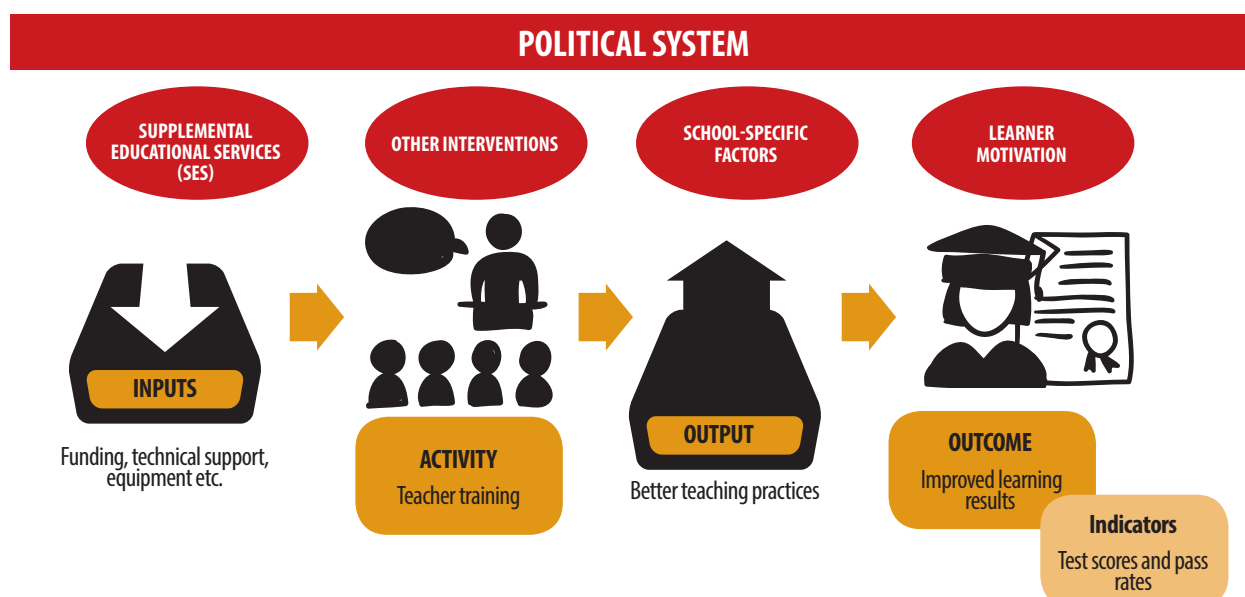 POLITICAL SYSTEM
SUPPLEMENTAL
EDUCATIONAL SERVICES
(SES)
OTHER INTERVENTIONS
SCHOOL-SPECIFIC
FACTORS
LEARNER
MOTIVATION
INPUTS
Funding, technical support,
equipment etc.
ACTIVITY
Teacher training
OUTPUT
Better teaching practices
OUTCOME
Improved learning
results
Indicators
Test scores and pass
rates